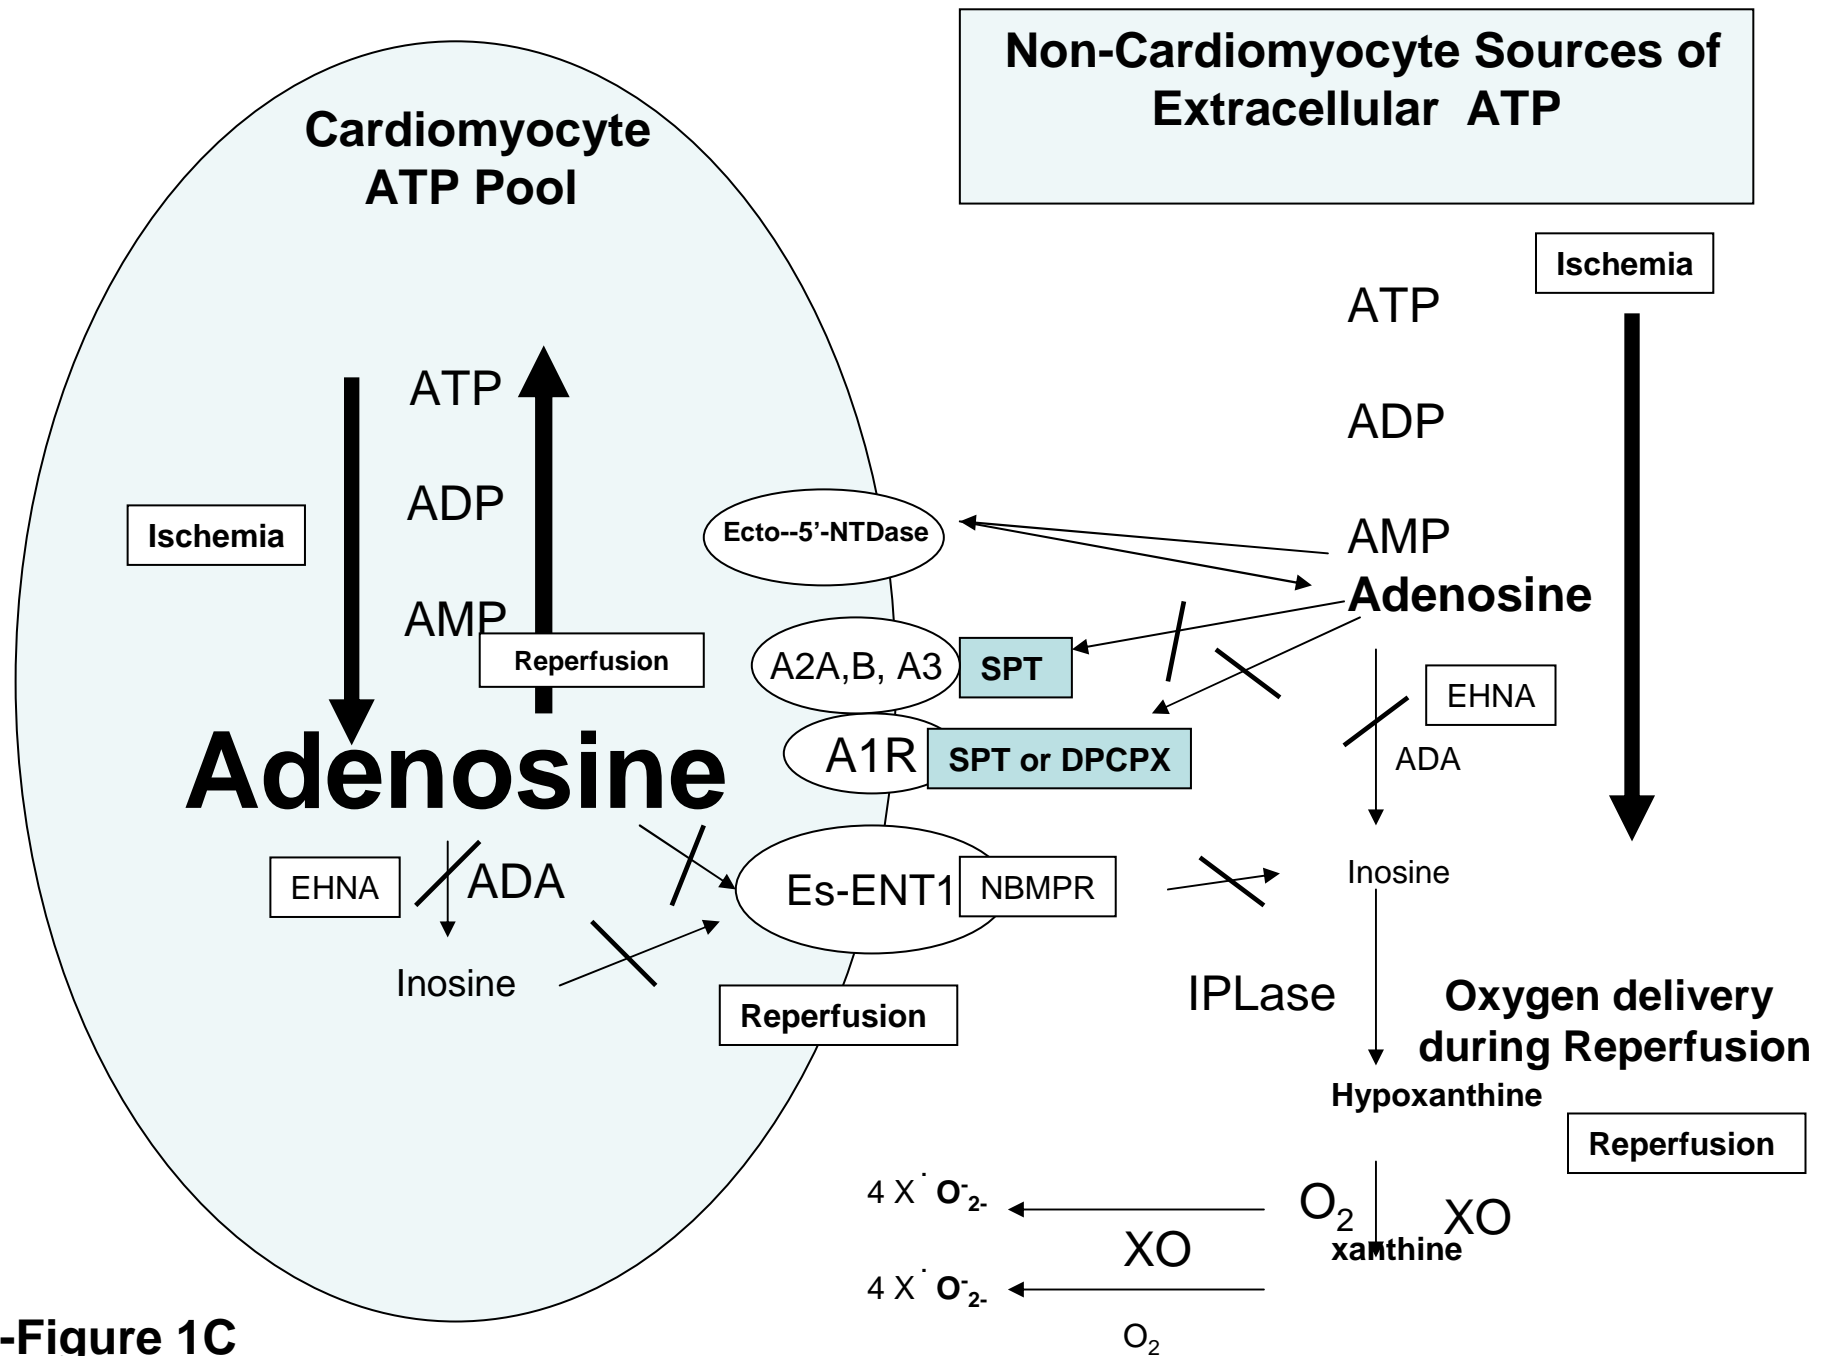 Non-Cardiomyocyte Sources of
Extracellular ATP
Cardiomyocyte
ATP Pool
Ischemia
ATP
ATP
ADP
ADP
Ischemia
Ecto--5'-NTDase
AMP
Adenosine
AMP
Reperfusion
A2A,B, A3
SPT
EHNA
Adenosine
A1R
SPT or DPCPX
ADA
EHNA
ADA
Es-ENT1
NBMPR
Inosine
Inosine
Reperfusion
IPLase
Oxygen delivery
during Reperfusion
Hypoxanthine
Reperfusion
4 X ˙ O⁻₂₋
O₂
XO
XO
xanthine
4 X ˙ O⁻₂₋
O₂
-Figure 1C